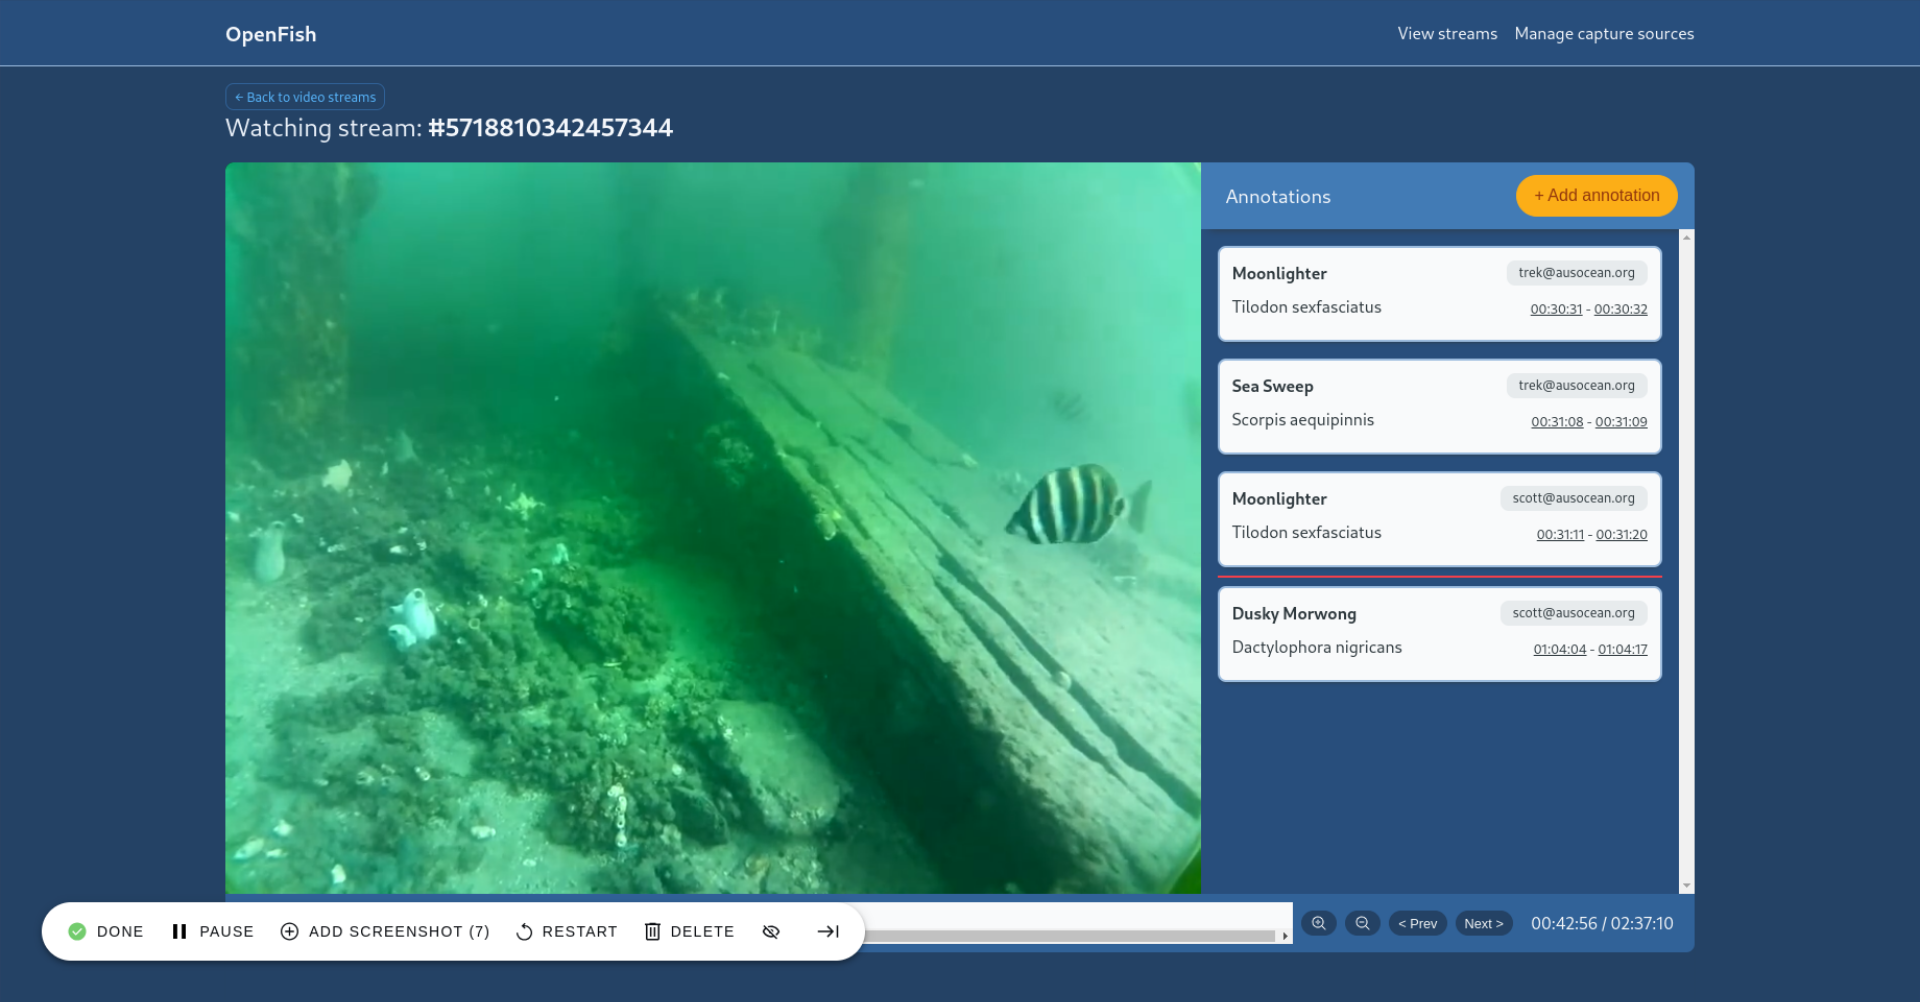 OpenFish
View streams
Manage capture sources
← Back to video streams
Watching stream: #5718810342457344
Annotations
+ Add annotation
Moonlighter
trek@ausocean.org
Tilodon sexfasciatus
00:30:31 - 00:30:32
Sea Sweep
trek@ausocean.org
Scorpis aequipinnis
00:31:08 - 00:31:09
Moonlighter
scott@ausocean.org
Tilodon sexfasciatus
00:31:11 - 00:31:20
Dusky Morwong
scott@ausocean.org
Dactylophora nigricans
01:04:04 - 01:04:17
DONE
PAUSE
ADD SCREENSHOT (7)
RESTART
DELETE
< Prev
Next >
00:42:56 / 02:37:10